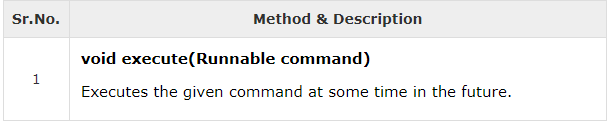 Sr.No. Method & Description
void execute(Runnable command)
1
Executes the given command at some time in the future.